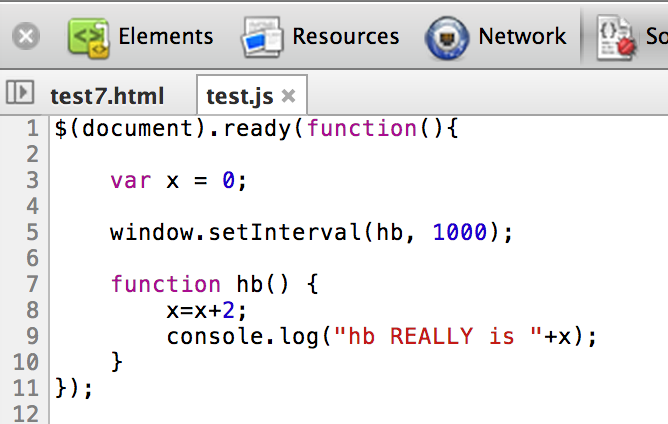 Elements Resources Network So
test7.html test.js ×
1 $(document).ready(function(){
2
3     var x = 0;
4
5     window.setInterval(hb, 1000);
6
7     function hb() {
8         x=x+2;
9         console.log("hb REALLY is "+x);
10     }
11 });
12